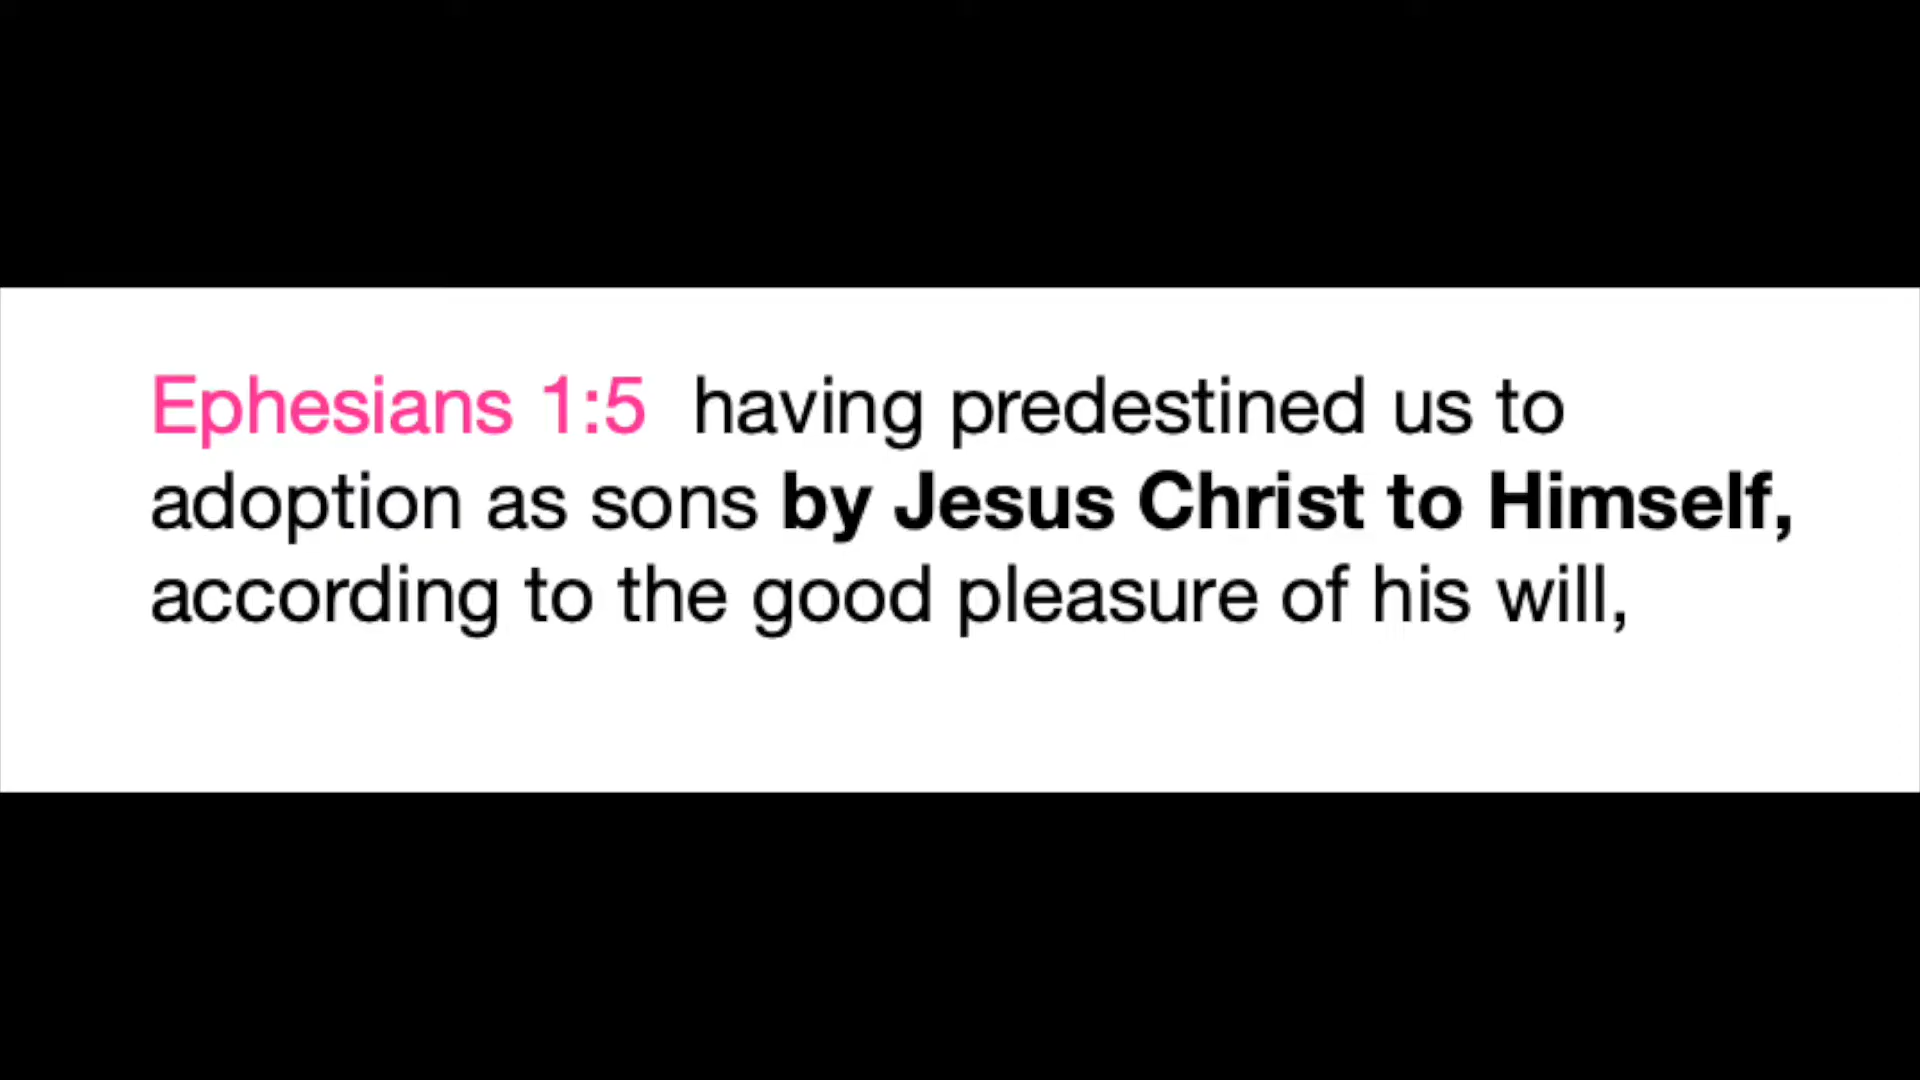 Ephesians 1:5  having predestined us to
adoption as sons by Jesus Christ to Himself,
according to the good pleasure of his will,